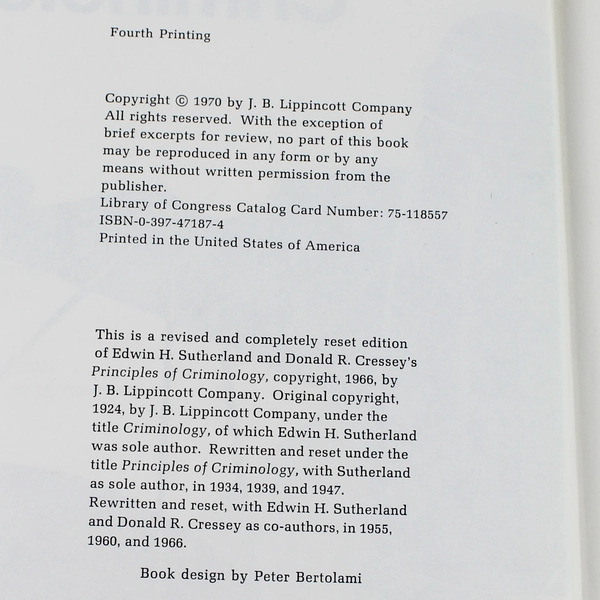 Fourth Printing
Copyright © 1970 by J. B. Lippincott Company
All rights reserved. With the exception of
brief excerpts for review, no part of this book
may be reproduced in any form or by any
means without written permission from the
publisher.
Library of Congress Catalog Card Number: 75-118557
ISBN-0-397-47187-4
Printed in the United States of America
This is a revised and completely reset edition
of Edwin H. Sutherland and Donald R. Cressey's
Principles of Criminology, copyright, 1966, by
J. B. Lippincott Company. Original copyright,
1924, by J. B. Lippincott Company, under the
title Criminology, of which Edwin H. Sutherland
was sole author. Rewritten and reset under the
title Principles of Criminology, with Sutherland
as sole author, in 1934, 1939, and 1947.
Rewritten and reset, with Edwin H. Sutherland
and Donald R. Cressey as co-authors, in 1955,
1960, and 1966.
Book design by Peter Bertolami